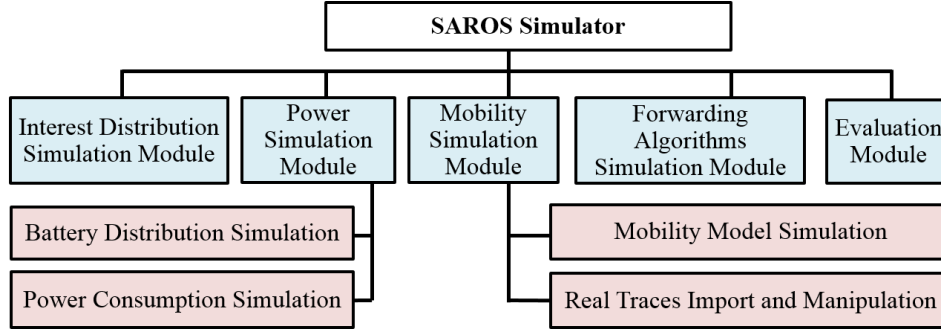 SAROS Simulator
Interest Distribution
Simulation Module
Power
Simulation
Module
Mobility
Simulation
Module
Forwarding
Algorithms
Simulation Module
Evaluation
Module
Battery Distribution Simulation
Mobility Model Simulation
Power Consumption Simulation
Real Traces Import and Manipulation